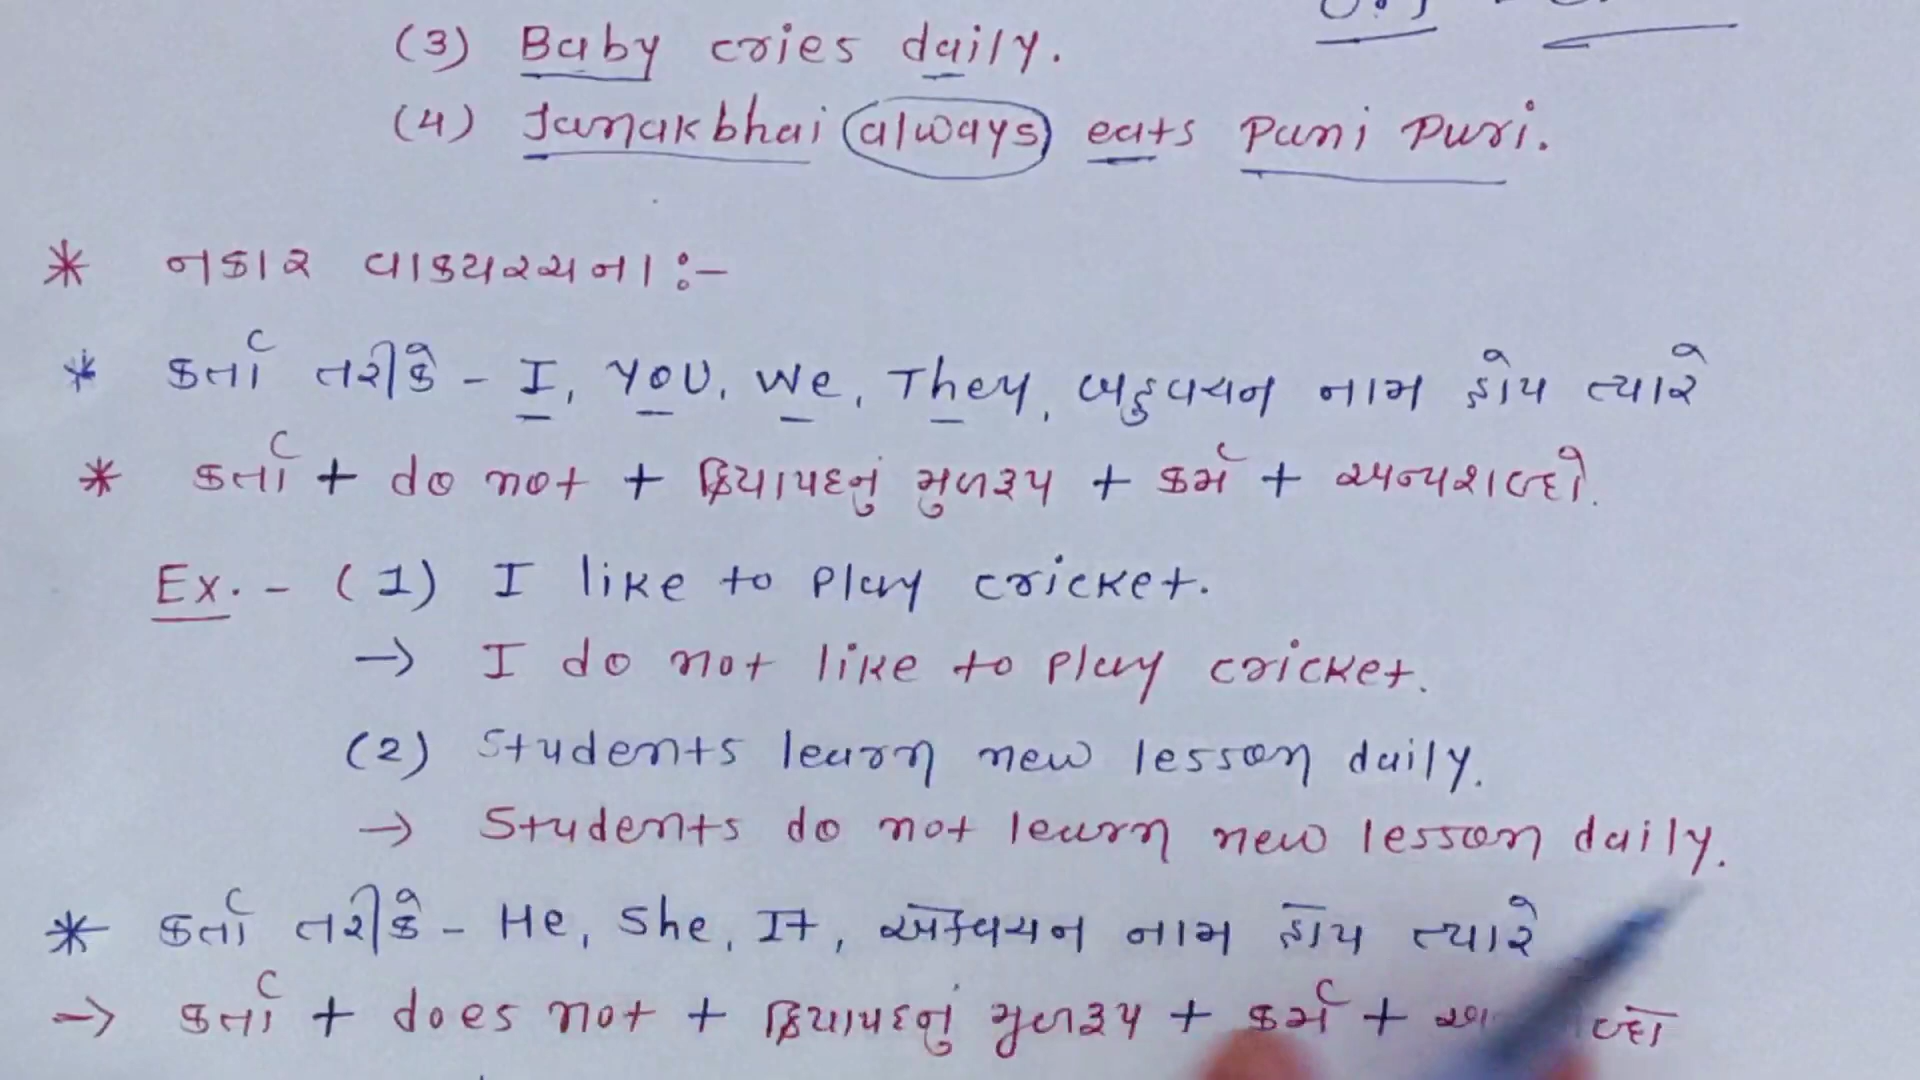 (3) Baby cries daily.
(4) Janakbhai always eats Pani Puri.
* નકાર વાકયરચના :-
* કર્તા તરીકે - I, You, We, They, બહુવચન નામ હોય ત્યારે
* કર્તા + do not + ક્રિયાપદનું મુળરૂપ + કર્મ + અન્યશબ્દો.
Ex. - (1) I like to play cricket.
→ I do not like to play cricket.
(2) Students learn new lesson daily.
→ Students do not learn new lesson daily.
* કર્તા તરીકે - He, She, It, એકવચન નામ હોય ત્યારે
→ કર્તા + does not + ક્રિયાપદનું મુળરૂપ + કર્મ +